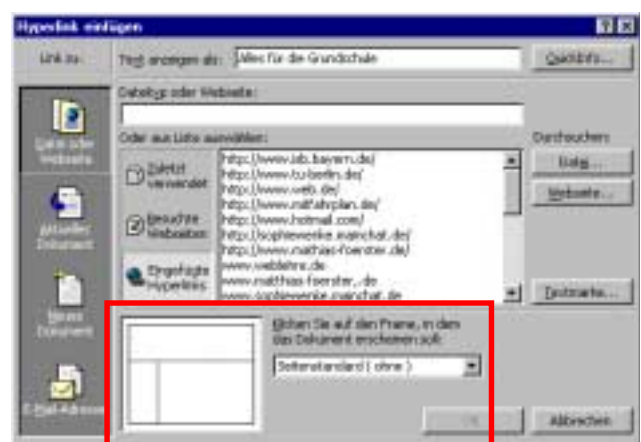 Hyperlink einfügen
Link zu:
Text anzeigen als: Alles für die Grundschule
QuickInfo...
Dateityp oder Webseite:
Oder aus Liste auswählen:
Durchsuchen:
Datei oder Webseite
Zuletzt verwendet
Besuchte Webseiten
Eingefügte Hyperlinks
http://www.isb.bayern.de/
http://www.tu-berlin.de/
http://www.web.de/
http://www.mitfahrplan.de/
http://www.hotmail.com/
http://sophiewenke.mainchat.de/
http://www.mathias-foerster.de/
www.weblehre.de
www.matthias-foerster,.de
www.sophiewenke.mainchat.de
Datei...
Webseite...
Textmarke...
Aktuelles Dokument
Neues Dokument
E-Mail-Adresse
Klicken Sie auf den Frame, in dem
das Dokument erscheinen soll:
Seitenstandard ( ohne )
OK
Abbrechen